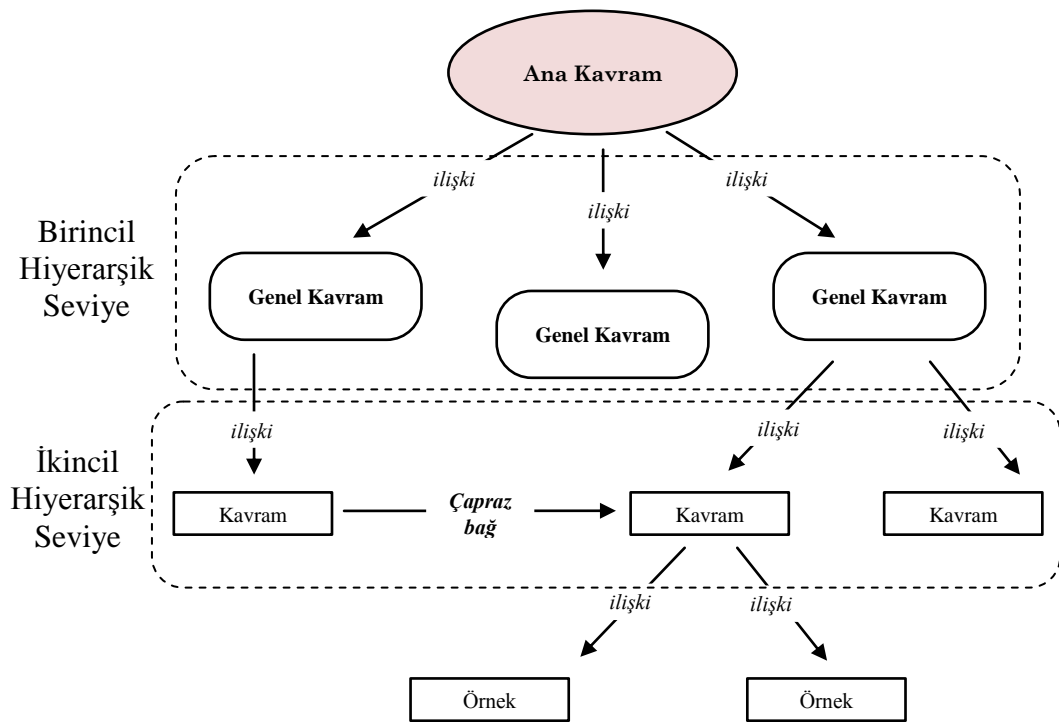 Ana Kavram
ilişki
ilişki
ilişki
Birincil
Hiyerarşik
Seviye
Genel Kavram
Genel Kavram
Genel Kavram
ilişki
ilişki
ilişki
İkincil
Hiyerarşik
Seviye
Kavram
Çapraz
bağ
Kavram
Kavram
ilişki
ilişki
Örnek
Örnek